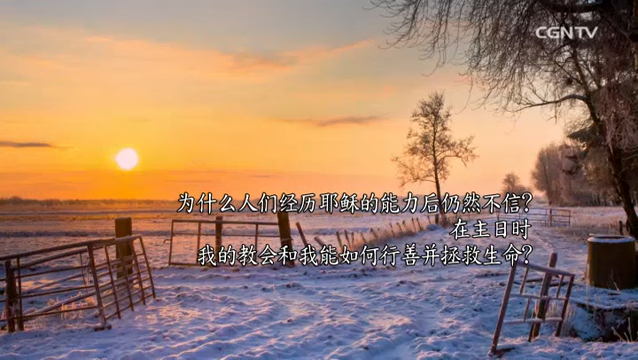 CGNTV
为什么人们经历耶稣的能力后仍然不信?
在主日时
我的教会和我能如何行善并拯救生命?